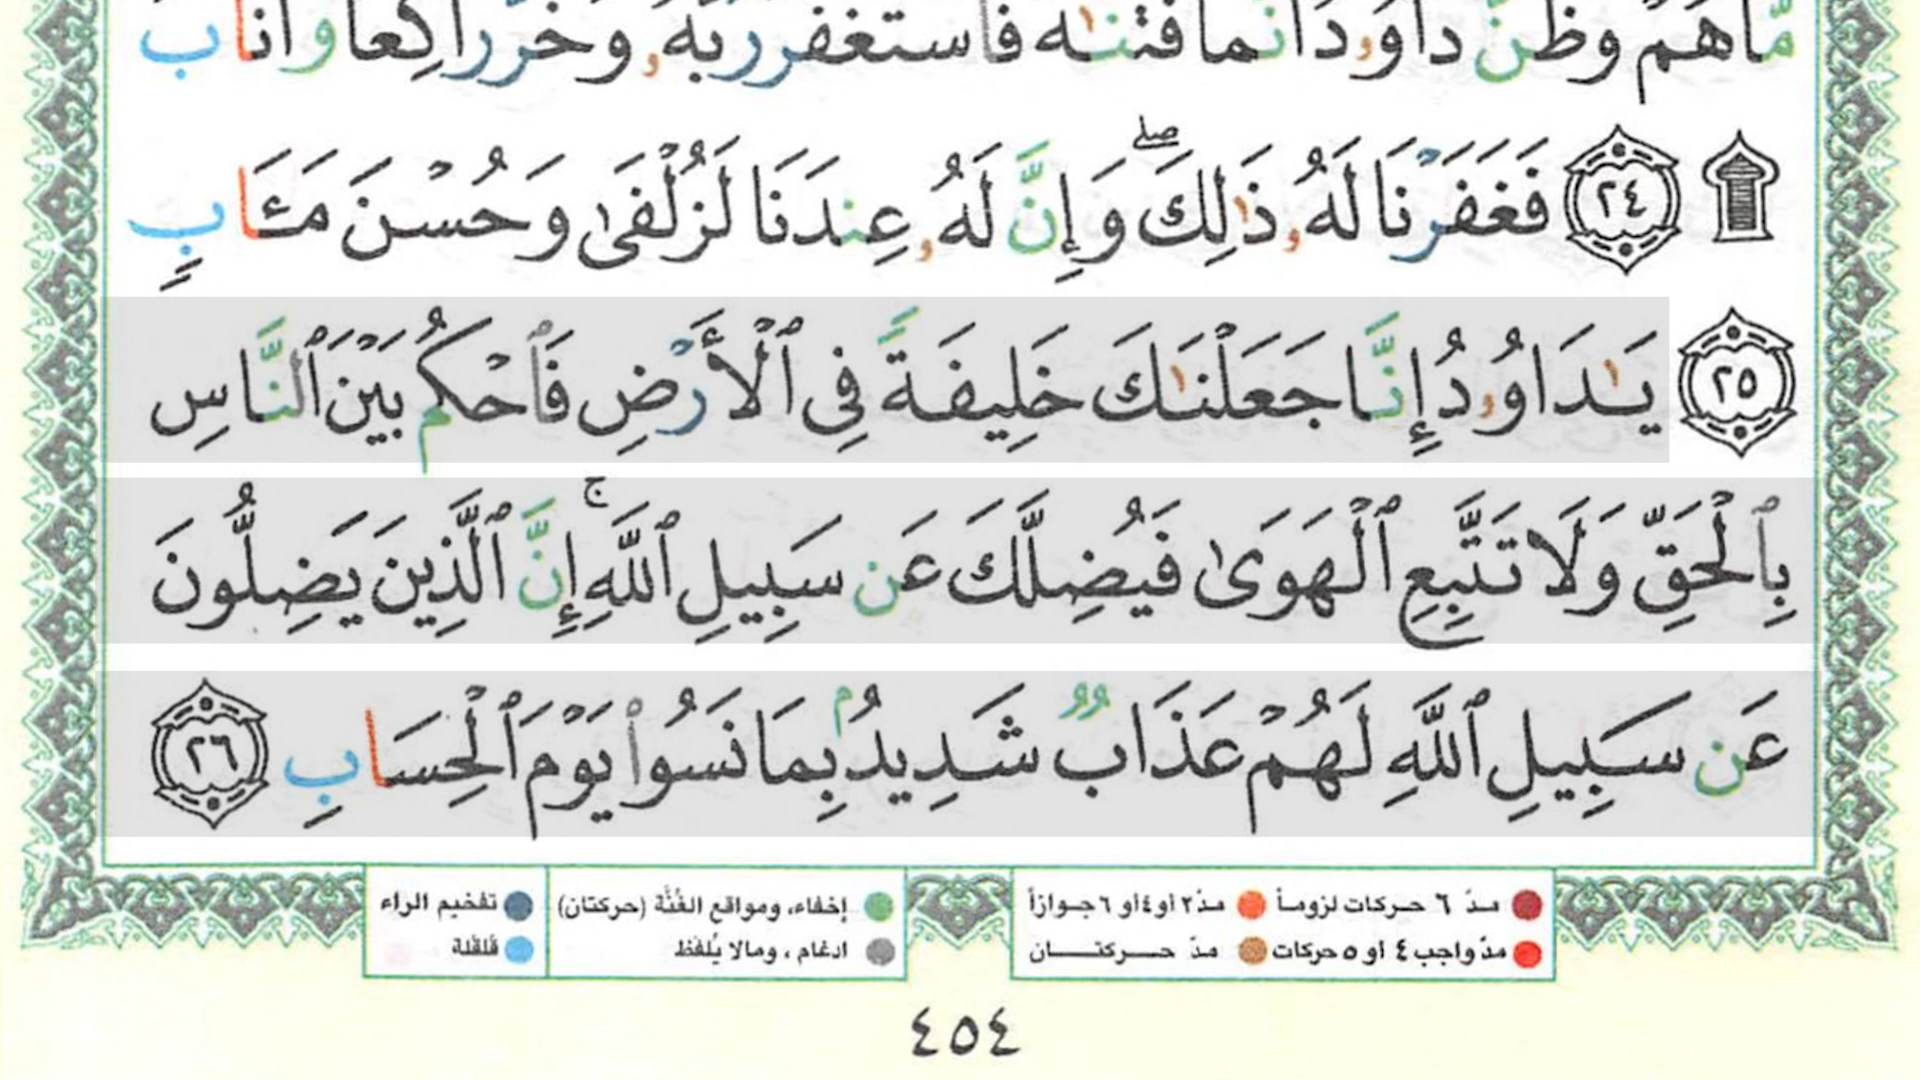 مَّا هُمْ وَظَنَّ دَاوُۥدُ أَنَّمَا فَتَنَّٰهُ فَٱسْتَغْفَرَ رَبَّهُۥ وَخَرَّ رَاكِعًا وَأَنَابَ
۩ ٢٤ فَغَفَرْنَا لَهُۥ ذَٰلِكَ ۖ وَإِنَّ لَهُۥ عِندَنَا لَزُلْفَىٰ وَحُسْنَ مَـَٔابٍ
٢٥ يَـٰدَاوُۥدُ إِنَّا جَعَلْنَـٰكَ خَلِيفَةً فِى ٱلْأَرْضِ فَٱحْكُم بَيْنَ ٱلنَّاسِ
بِٱلْحَقِّ وَلَا تَتَّبِعِ ٱلْهَوَىٰ فَيُضِلَّكَ عَن سَبِيلِ ٱللَّهِ ۚ إِنَّ ٱلَّذِينَ يَضِلُّونَ
عَن سَبِيلِ ٱللَّهِ لَهُمْ عَذَابٌ شَدِيدُۢ بِمَا نَسُوا۟ يَوْمَ ٱلْحِسَابِ ٢٦
مدّ ٦ حركات لزوماً مدّ ٢ أو ٤ أو ٦ جوازاً
مدّ واجب ٤ أو ٥ حركات مدّ حركتان
إخفاء، ومواقع الغُنَّة (حركتان)
ادغام ، ومالا يُلفَظ
تفخيم الراء
قلقلة
٤٥٤